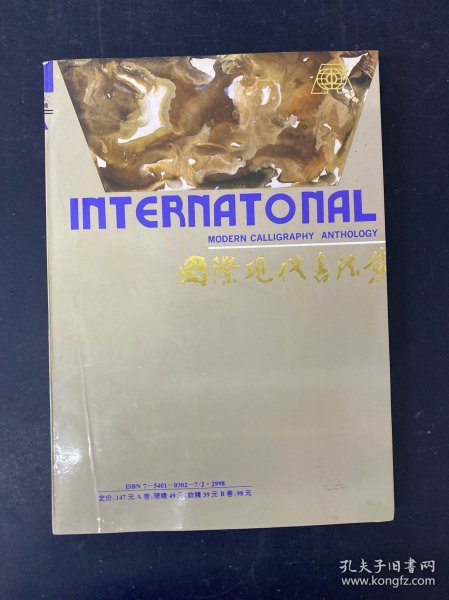 INTERNATONAL
MODERN CALLIGRAPHY ANTHOLOGY
國際现代书法集
ISBN 7-5401-0302-7/J·2998
定价:147元A卷:硬精49元.软精39元B卷.98元
孔夫子旧书网
www.kongfz.com